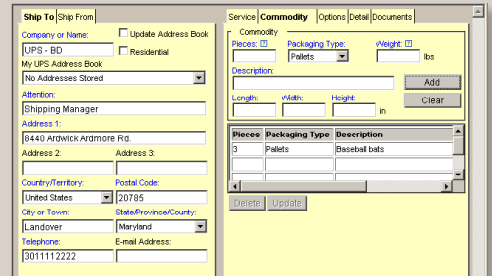 Ship To Ship From
Company or Name:
Update Address Book
UPS - BD
Residential
My UPS Address Book
No Addresses Stored
Attention:
Shipping Manager
Address 1:
8440 Ardwick Ardmore Rd.
Address 2: Address 3:
Country/Territory: Postal Code:
United States 20785
City or Town: State/Province/County:
Landover Maryland
Telephone: E-mail Address:
3011112222
Service Commodity Options Detail Documents
Commodity
Pieces: ? Packaging Type: Weight: ?
Pallets lbs
Description:
Add
Length: Width: Height:
in Clear
Pieces Packaging Type Description
3 Pallets Baseball bats
Delete Update